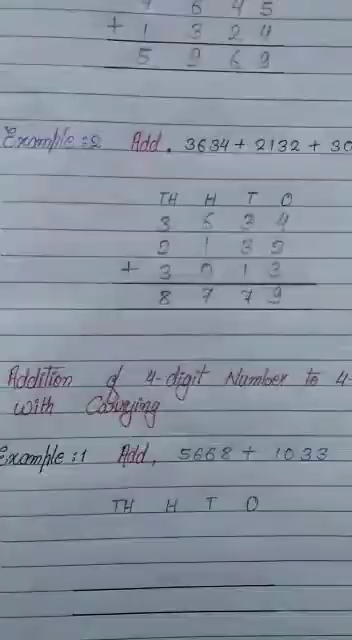 4 6 4 5
+ 1 3 2 4
5 9 6 9
Example:2 Add. 3634 + 2132 + 30
TH H T O
3 6 3 4
2 1 3 2
+ 3 0 1 3
8 7 7 9
Addition of 4-digit Number to 4-
with Carrying
Example:1 Add. 5668 + 1033
TH H T O